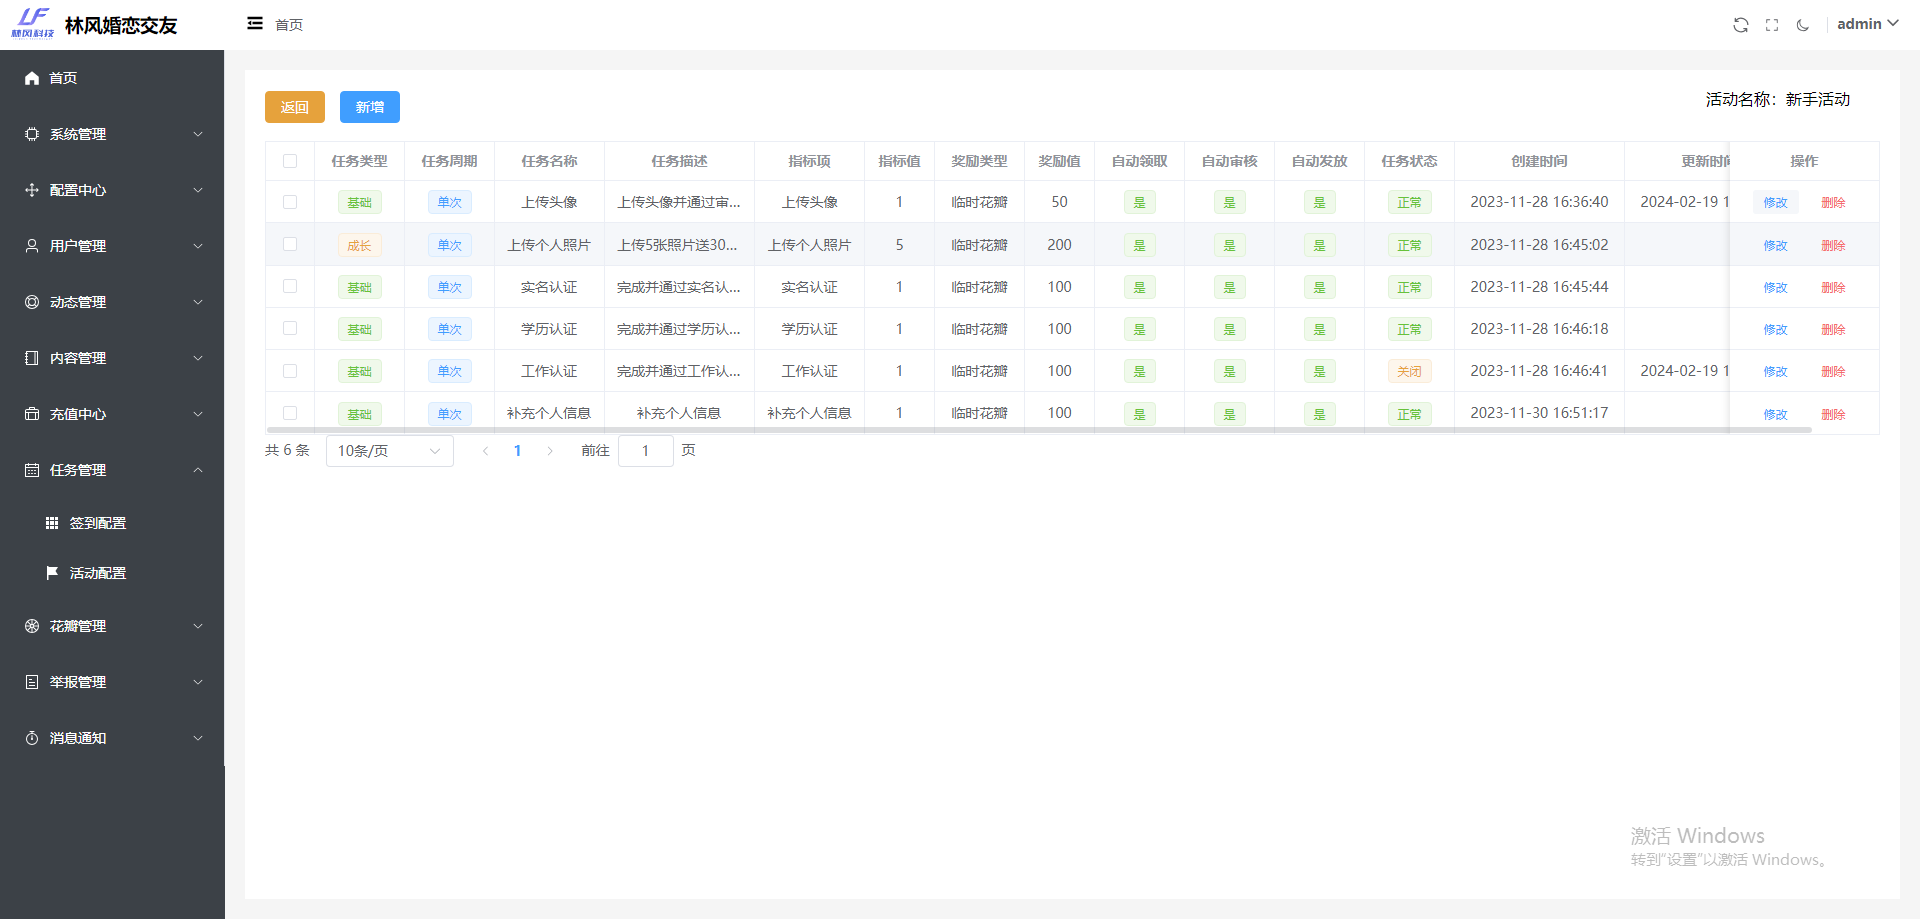 LF
林风科技
林风婚恋交友
首页
admin
首页
系统管理
配置中心
用户管理
动态管理
内容管理
充值中心
任务管理
签到配置
活动配置
花瓣管理
举报管理
消息通知
返回 新增
活动名称：新手活动
任务类型 任务周期 任务名称 任务描述 指标项 指标值 奖励类型 奖励值 自动领取 自动审核 自动发放 任务状态 创建时间 更新时间 操作
基础 单次 上传头像 上传头像并通过审... 上传头像 1 临时花瓣 50 是 是 是 正常 2023-11-28 16:36:40 2024-02-19 1 修改 删除
成长 单次 上传个人照片 上传5张照片送30... 上传个人照片 5 临时花瓣 200 是 是 是 正常 2023-11-28 16:45:02 修改 删除
基础 单次 实名认证 完成并通过实名认... 实名认证 1 临时花瓣 100 是 是 是 正常 2023-11-28 16:45:44 修改 删除
基础 单次 学历认证 完成并通过学历认... 学历认证 1 临时花瓣 100 是 是 是 正常 2023-11-28 16:46:18 修改 删除
基础 单次 工作认证 完成并通过工作认... 工作认证 1 临时花瓣 100 是 是 是 关闭 2023-11-28 16:46:41 2024-02-19 1 修改 删除
基础 单次 补充个人信息 补充个人信息 补充个人信息 1 临时花瓣 100 是 是 是 正常 2023-11-30 16:51:17 修改 删除
共 6 条 10条/页 1 前往 1 页
激活 Windows
转到“设置”以激活 Windows。